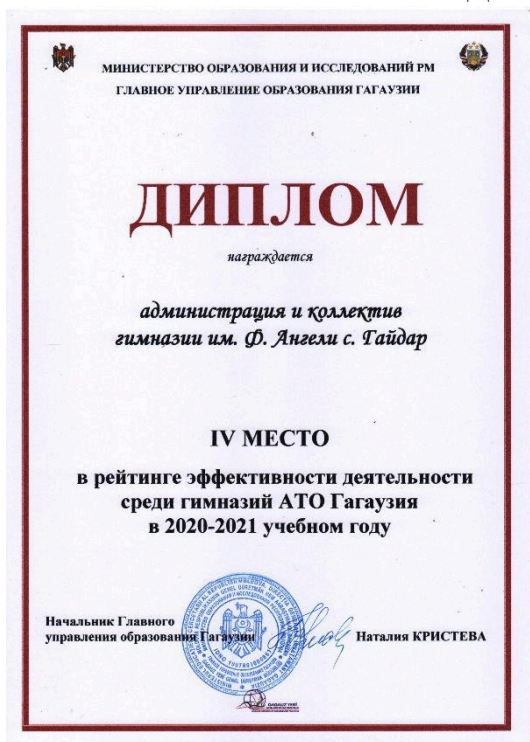 МИНИСТЕРСТВО ОБРАЗОВАНИЯ И ИССЛЕДОВАНИЙ РМ
ГЛАВНОЕ УПРАВЛЕНИЕ ОБРАЗОВАНИЯ ГАГАУЗИИ
ДИПЛОМ
награждается
администрация и коллектив
гимназии им. Ф. Ангели с. Гайдар
IV МЕСТО
в рейтинге эффективности деятельности
среди гимназий АТО Гагаузия
в 2020-2021 учебном году
Начальник Главного
управления образования Гагаузии
Наталия КРИСТЕВА